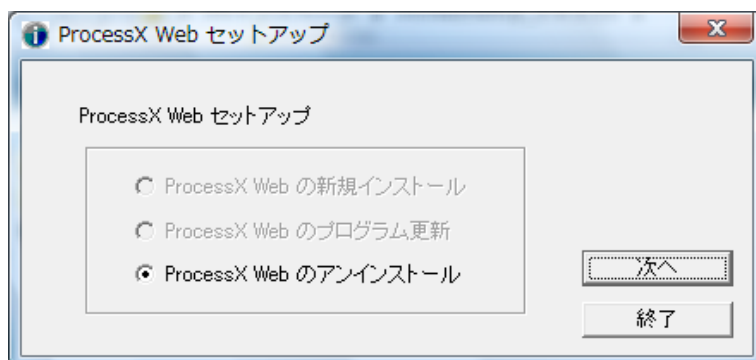 ProcessX Web セットアップ
ProcessX Web セットアップ
ProcessX Web の新規インストール
ProcessX Web のプログラム更新
ProcessX Web のアンインストール
次へ
終了